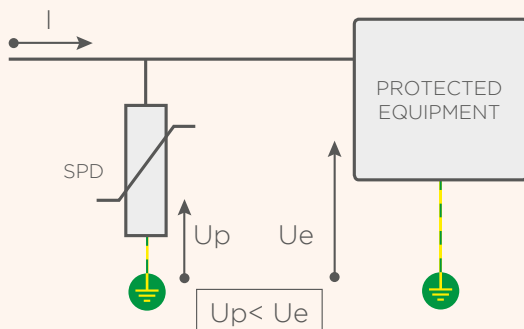 I
PROTECTED
EQUIPMENT
SPD
Up
Ue
Up< Ue